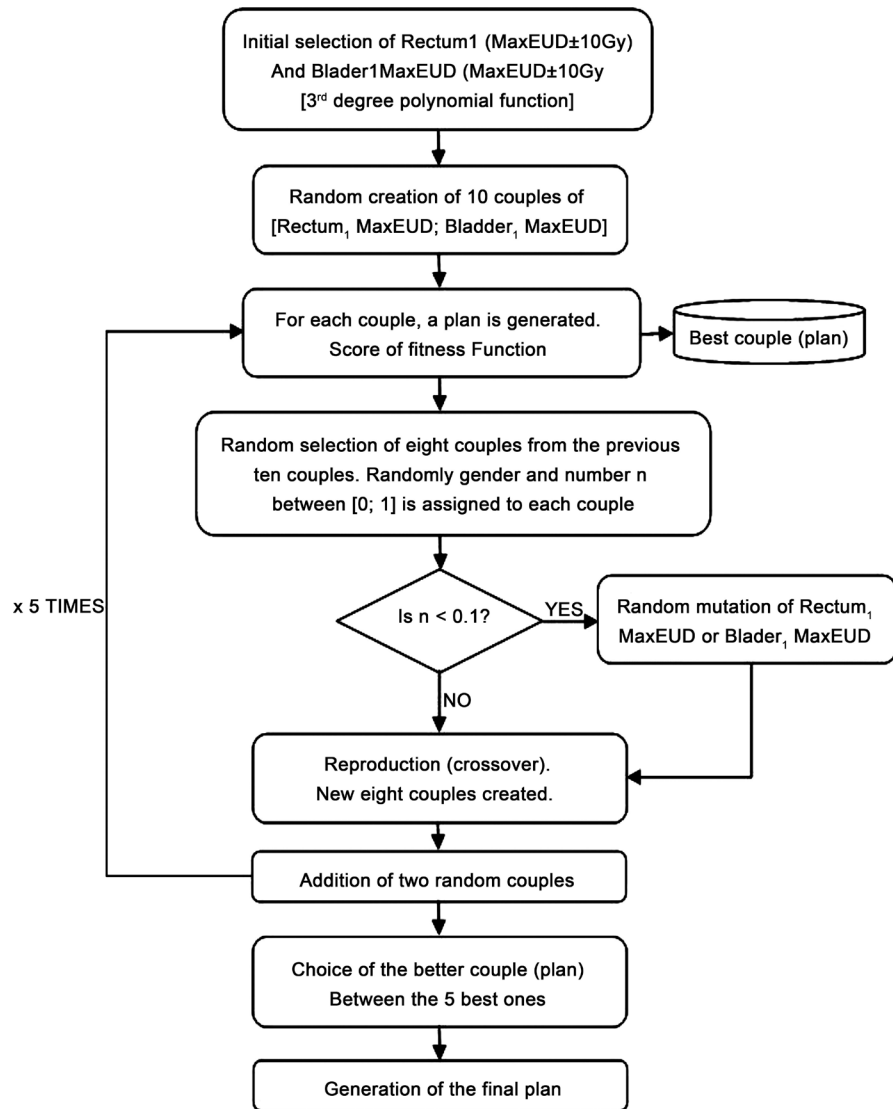 Initial selection of Rectum1 (MaxEUD±10Gy)
And Blader1MaxEUD (MaxEUD±10Gy
[3rd degree polynomial function]
Random creation of 10 couples of
[Rectum₁ MaxEUD; Bladder₁ MaxEUD]
For each couple, a plan is generated.
Score of fitness Function
Best couple (plan)
Random selection of eight couples from the previous
ten couples. Randomly gender and number n
between [0; 1] is assigned to each couple
x 5 TIMES
Is n < 0.1?
YES
Random mutation of Rectum₁
MaxEUD or Blader₁ MaxEUD
NO
Reproduction (crossover).
New eight couples created.
Addition of two random couples
Choice of the better couple (plan)
Between the 5 best ones
Generation of the final plan